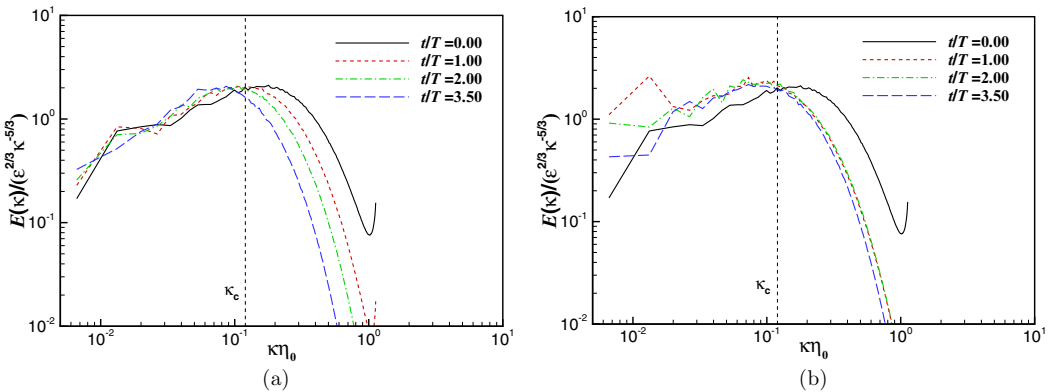 10¹
10⁰
10⁻¹
10⁻²
E(κ)/(ε^{2/3}κ^{-5/3})
t/T =0.00
t/T =1.00
t/T =2.00
t/T =3.50
κ_c
10⁻² 10⁻¹ 10⁰ 10¹
κη₀
(a)
10¹
10⁰
10⁻¹
10⁻²
E(κ)/(ε^{2/3}κ^{-5/3})
t/T =0.00
t/T =1.00
t/T =2.00
t/T =3.50
κ_c
10⁻² 10⁻¹ 10⁰ 10¹
κη₀
(b)